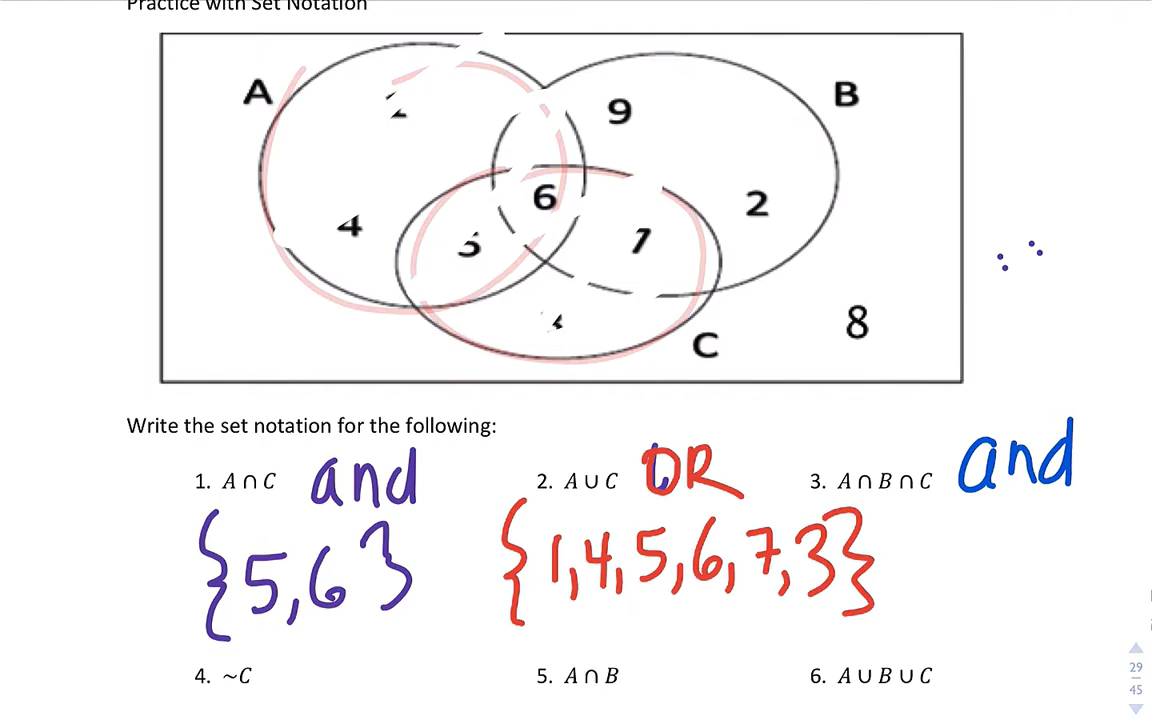 Practice with Set Notation
A
9
B
6
2
4
8
C
Write the set notation for the following:
1. A ∩ C and
2. A ∪ C OR
3. A ∩ B ∩ C and
{5,6}
{1,4,5,6,7,3}
4. ~C
5. A ∩ B
6. A ∪ B ∪ C
29
45